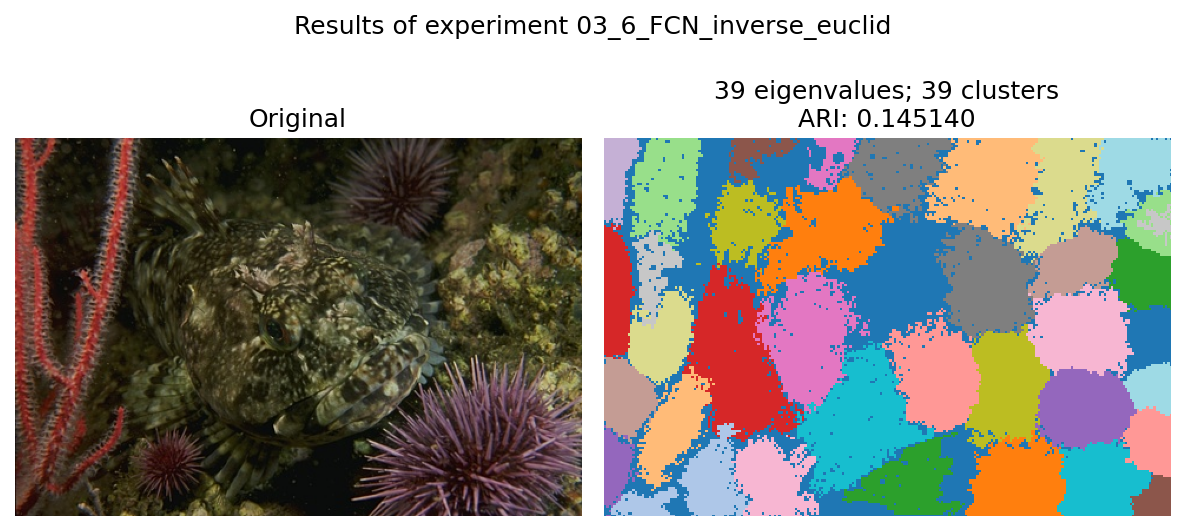 Results of experiment 03_6_FCN_inverse_euclid
Original
39 eigenvalues; 39 clusters
ARI: 0.145140